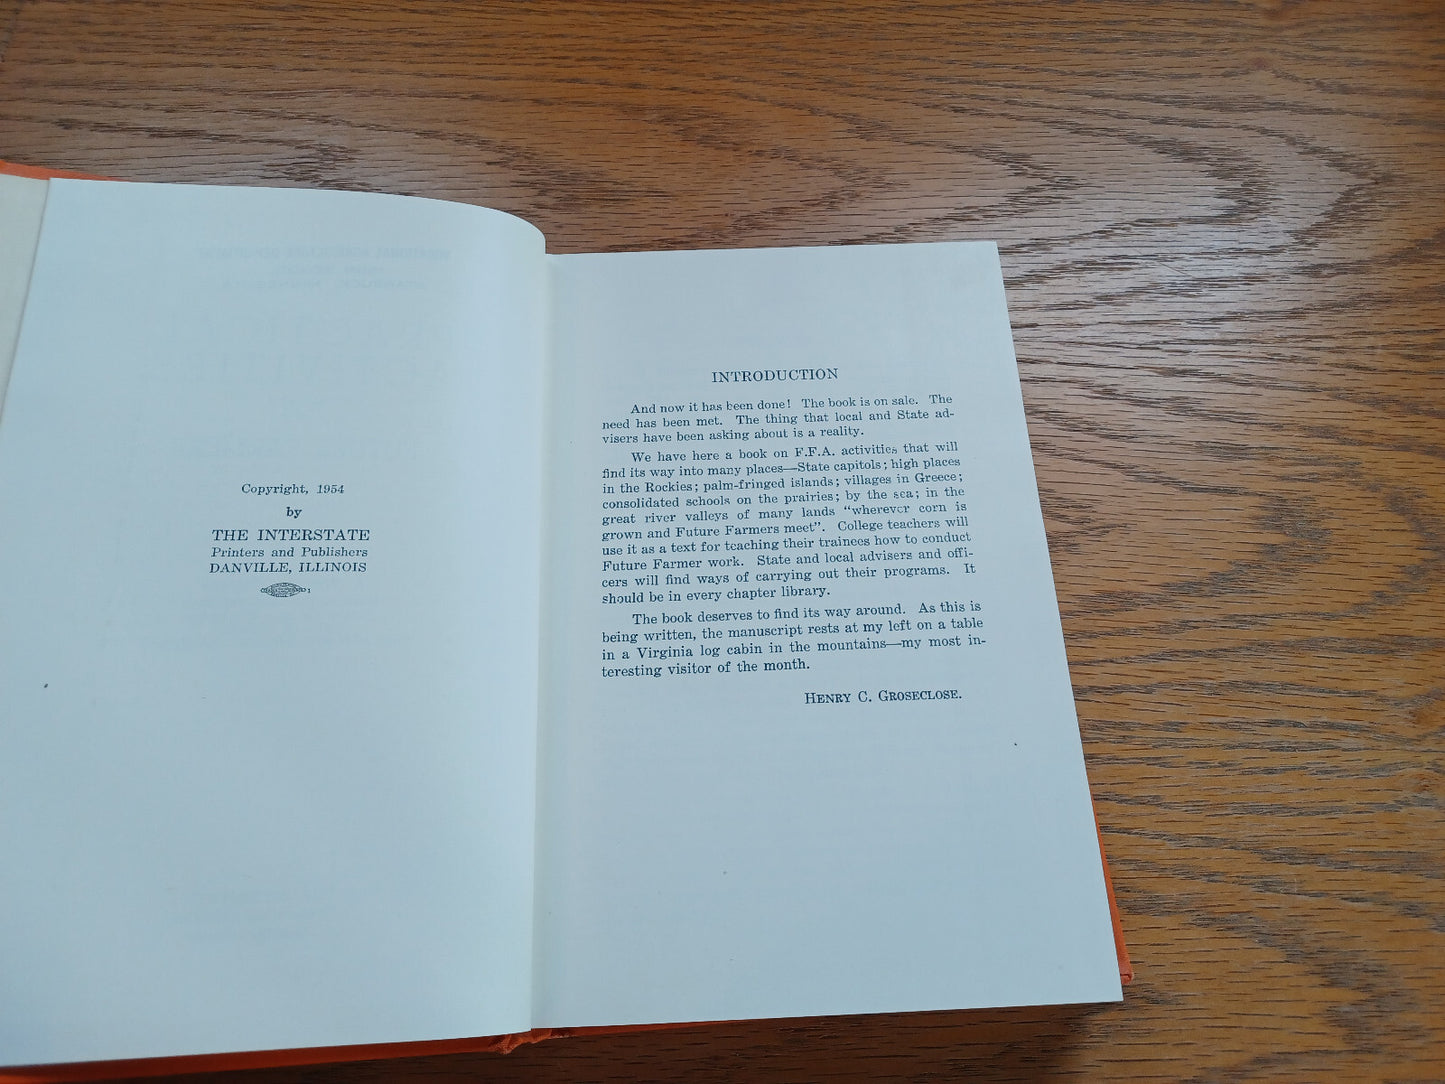 Copyright, 1954
by
THE INTERSTATE
Printers and Publishers
DANVILLE, ILLINOIS
INTRODUCTION
And now it has been done! The book is on sale. The
need has been met. The thing that local and State ad-
visers have been asking about is a reality.
We have here a book on F.F.A. activities that will
find its way into many places—State capitols; high places
in the Rockies; palm-fringed islands; villages in Greece;
consolidated schools on the prairies; by the sea; in the
great river valleys of many lands "wherever corn is
grown and Future Farmers meet". College teachers will
use it as a text for teaching their trainees how to conduct
Future Farmer work. State and local advisers and offi-
cers will find ways of carrying out their programs. It
should be in every chapter library.
The book deserves to find its way around. As this is
being written, the manuscript rests at my left on a table
in a Virginia log cabin in the mountains—my most in-
teresting visitor of the month.
HENRY C. GROSECLOSE.